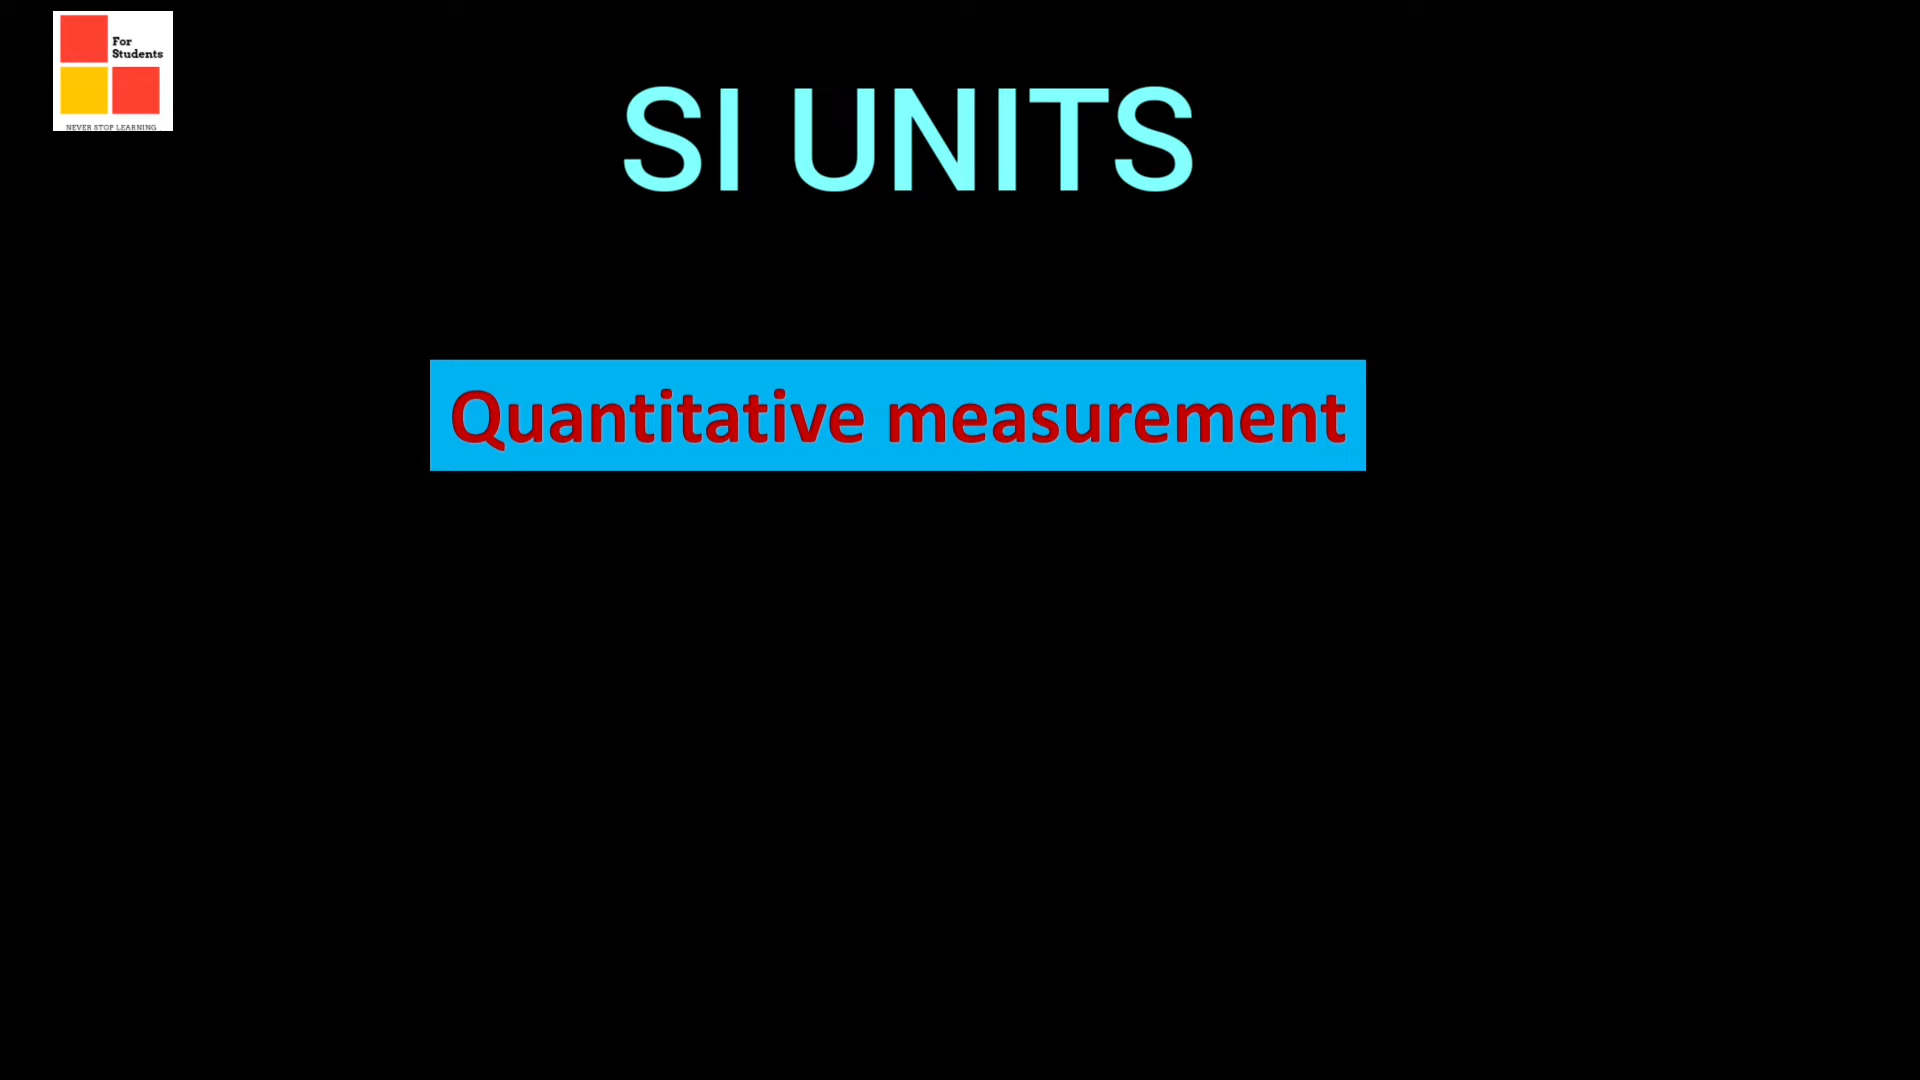 For
Students
NEVER STOP LEARNING
SI UNITS
Quantitative measurement